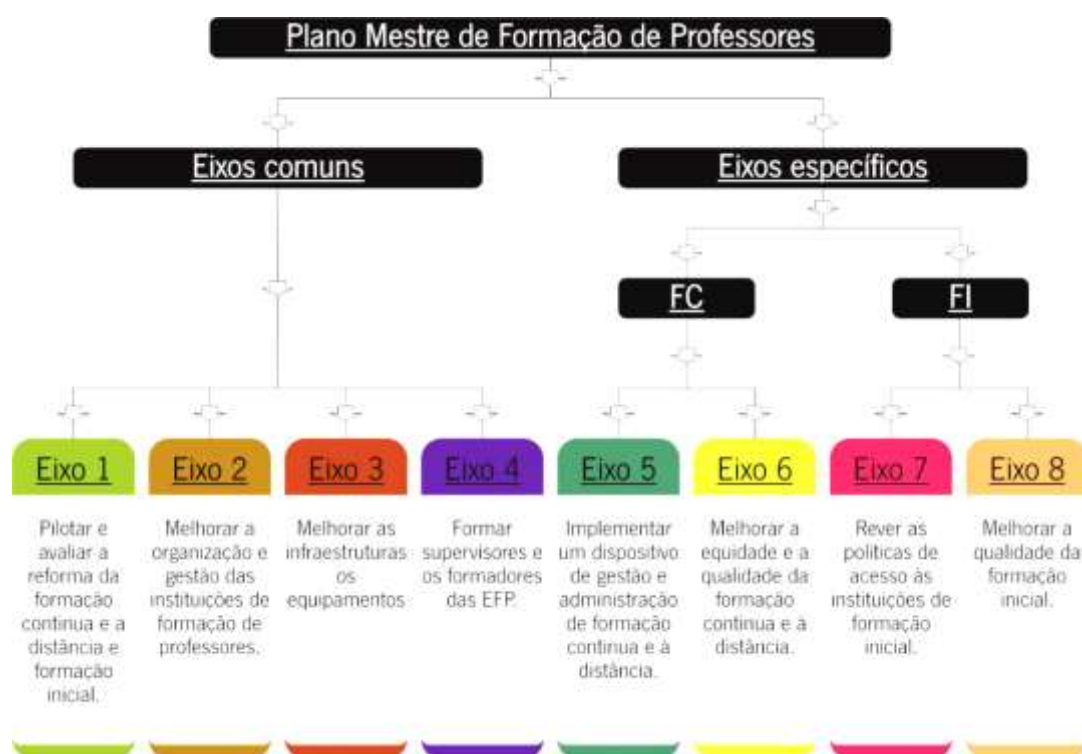 Plano Mestre de Formação de Professores
Eixos comuns
Eixos específicos
FC
FI
Eixo 1
Pilotar e
avaliar a
reforma da
formação
continua e a
distância e
formação
inicial.
Eixo 2
Melhorar a
organização e
gestão das
instituições de
formação de
professores.
Eixo 3
Melhorar as
infraestruturas
os
equipamentos
Eixo 4
Formar
supervisores e
os formadores
das EFP.
Eixo 5
Implementar
um dispositivo
de gestão e
administração
de formação
continua e à
distância.
Eixo 6
Melhorar a
equidade e a
qualidade da
formação
continua e à
distância.
Eixo 7
Rever as
políticas de
acesso às
instituições de
formação
inicial.
Eixo 8
Melhorar a
qualidade da
formação
inicial.